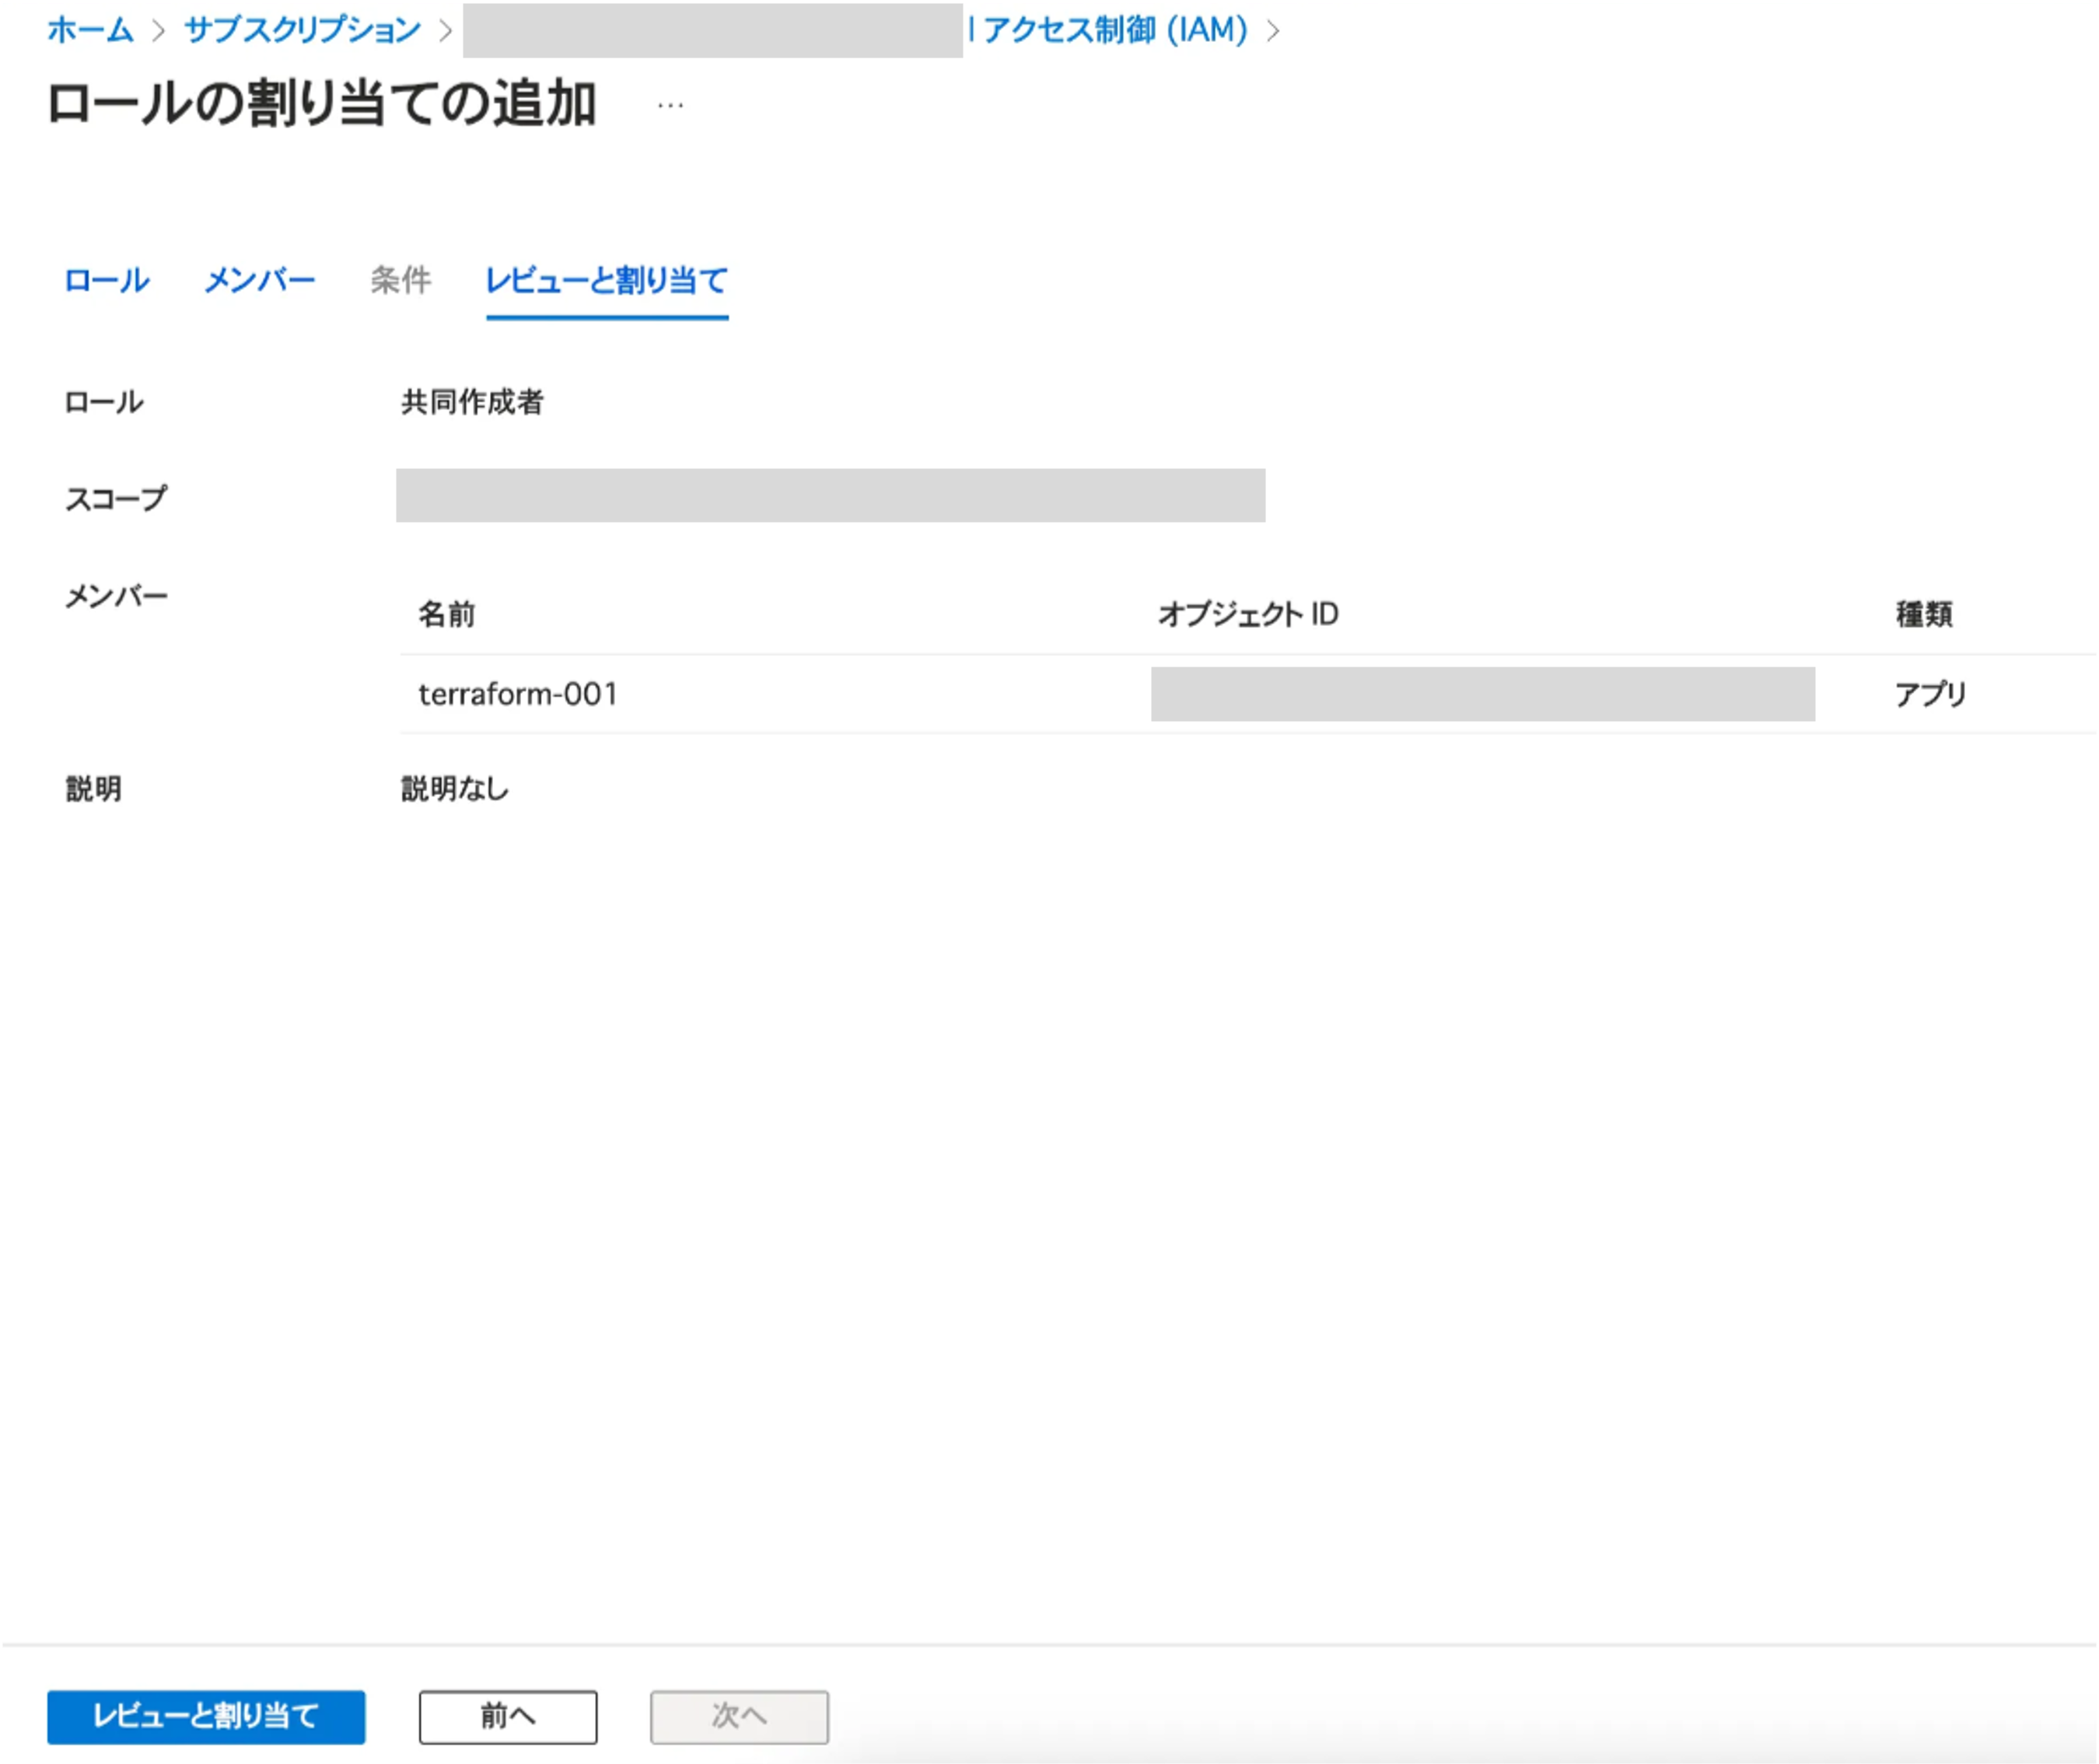 ホーム > サブスクリプション > | アクセス制御 (IAM) >
ロールの割り当ての追加 …
ロール メンバー 条件 レビューと割り当て
ロール 共同作成者
スコープ
メンバー
名前 オブジェクト ID 種類
terraform-001 アプリ
説明 説明なし
レビューと割り当て 前へ 次へ